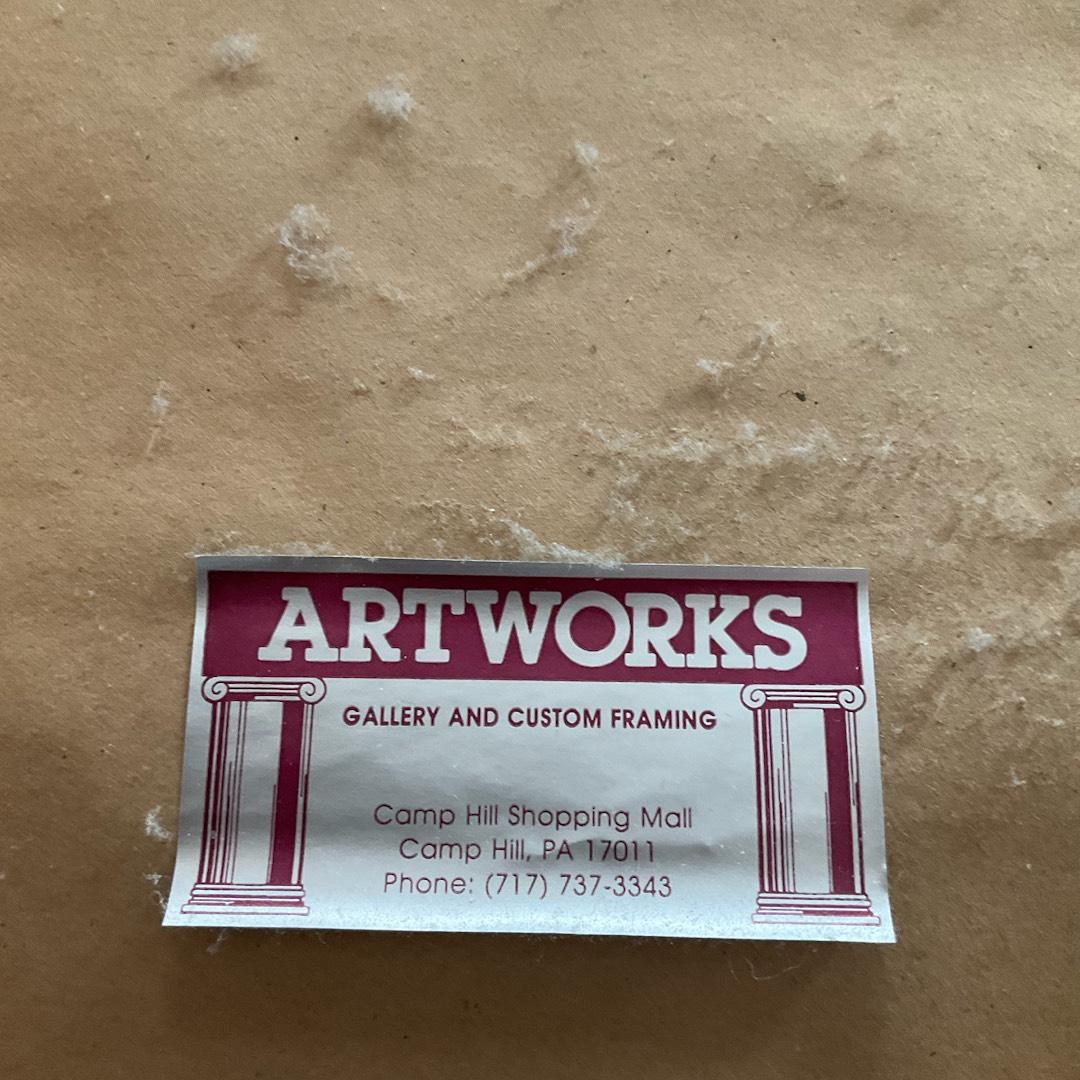 ARTWORKS
GALLERY AND CUSTOM FRAMING
Camp Hill Shopping Mall
Camp Hill, PA 17011
Phone: (717) 737-3343